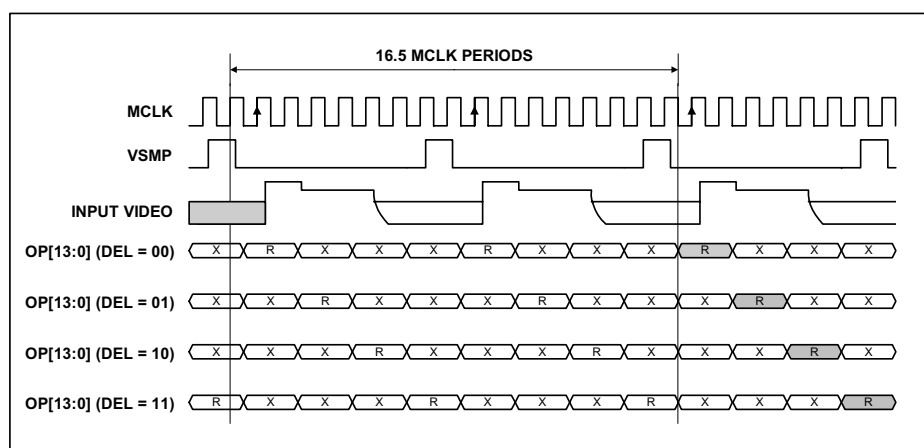 16.5 MCLK PERIODS
MCLK
VSMP
INPUT VIDEO
OP[13:0] (DEL = 00) X R X X X R X X X R X X X
OP[13:0] (DEL = 01) X X R X X X R X X X R X X
OP[13:0] (DEL = 10) X X X R X X X R X X X R X
OP[13:0] (DEL = 11) R X X X R X X X R X X X R